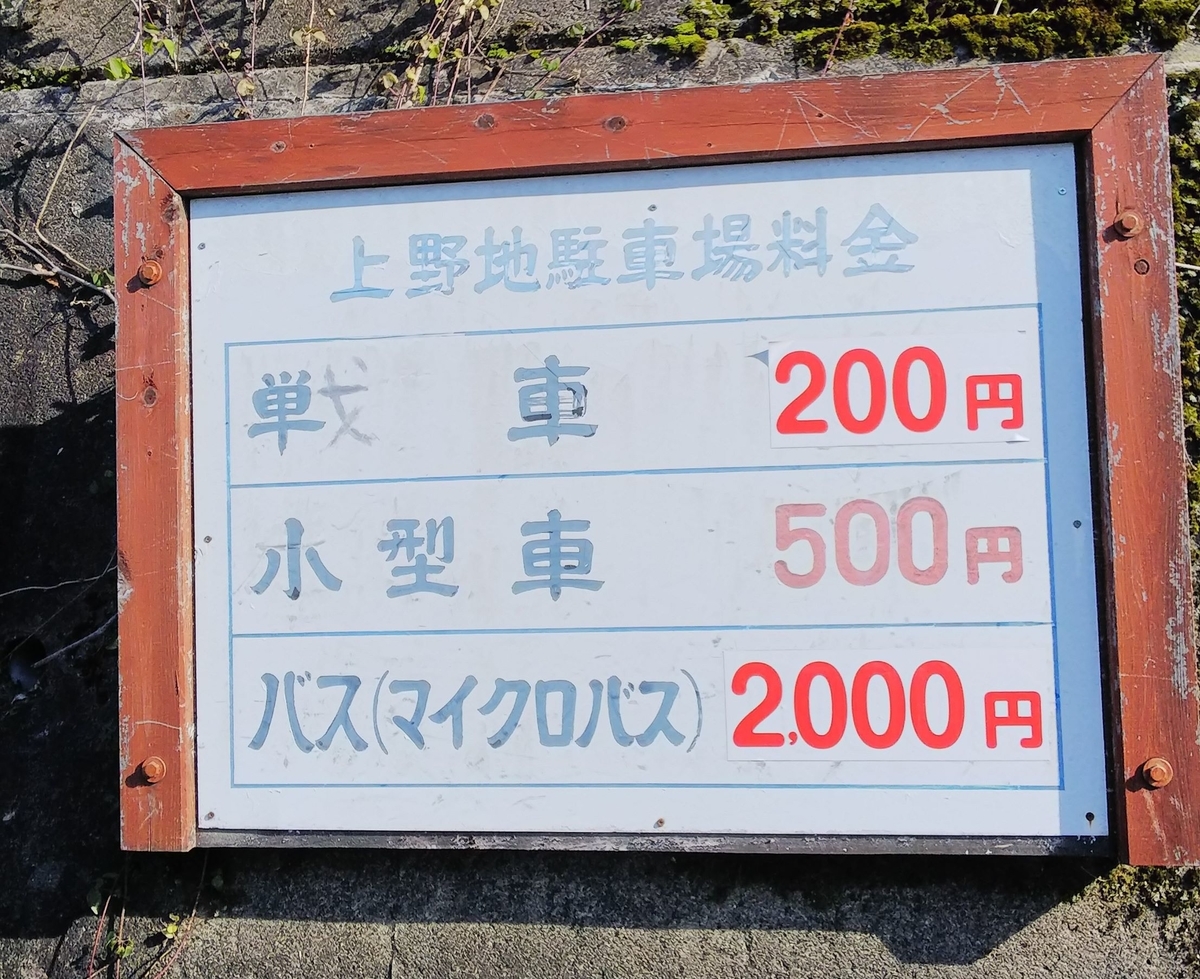 上野地駐車場料金
戦車 200円
小型車 500円
バス(マイクロバス) 2,000円